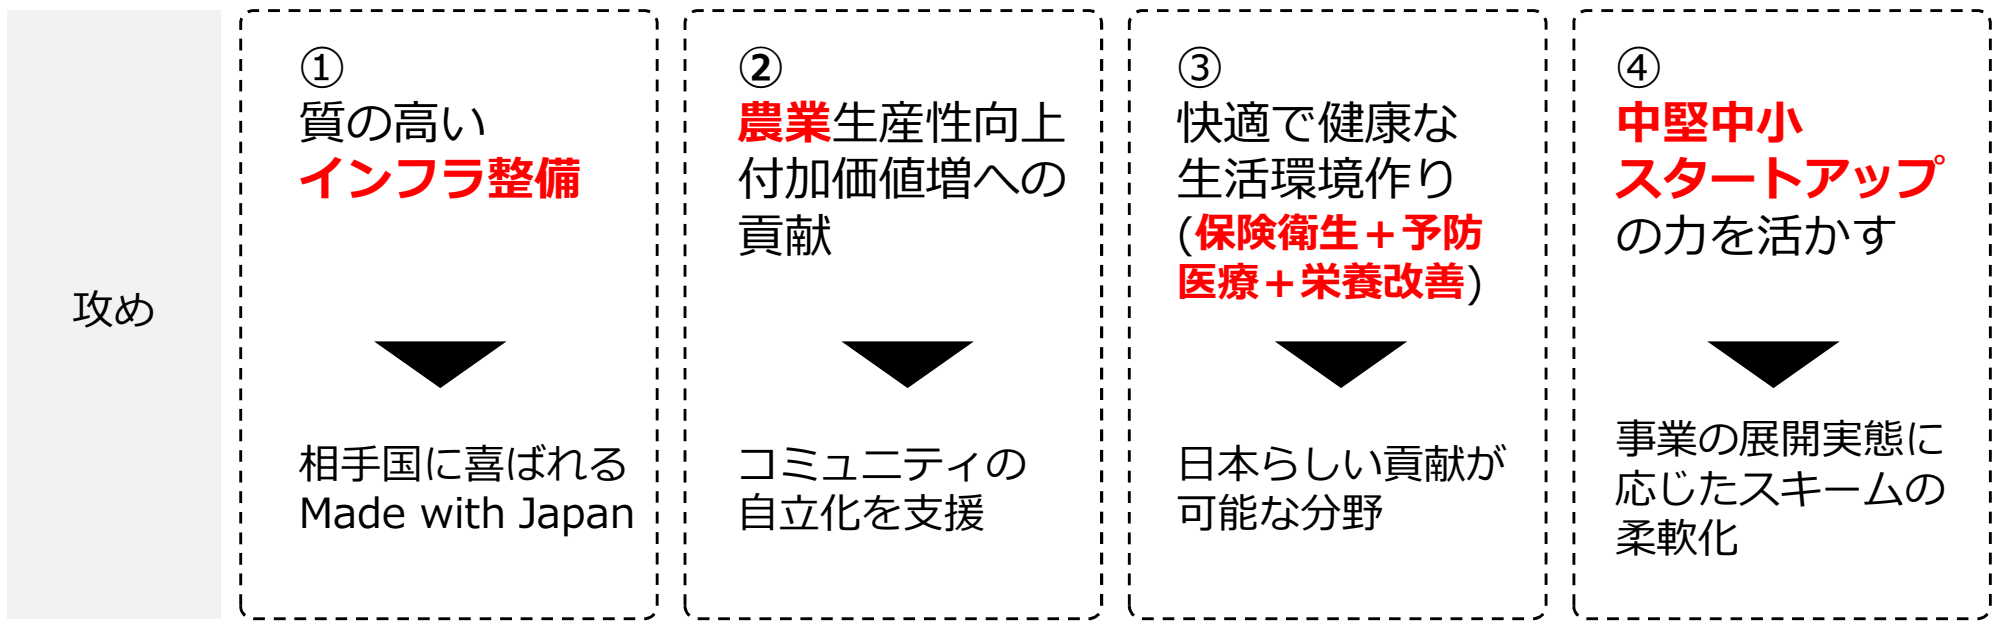 攻め
①
質の高い
インフラ整備
相手国に喜ばれる
Made with Japan
②
農業生産性向上
付加価値増への
貢献
コミュニティの
自立化を支援
③
快適で健康な
生活環境作り
(保険衛生＋予防
医療＋栄養改善)
日本らしい貢献が
可能な分野
④
中堅中小
スタートアップ
の力を活かす
事業の展開実態に
応じたスキームの
柔軟化